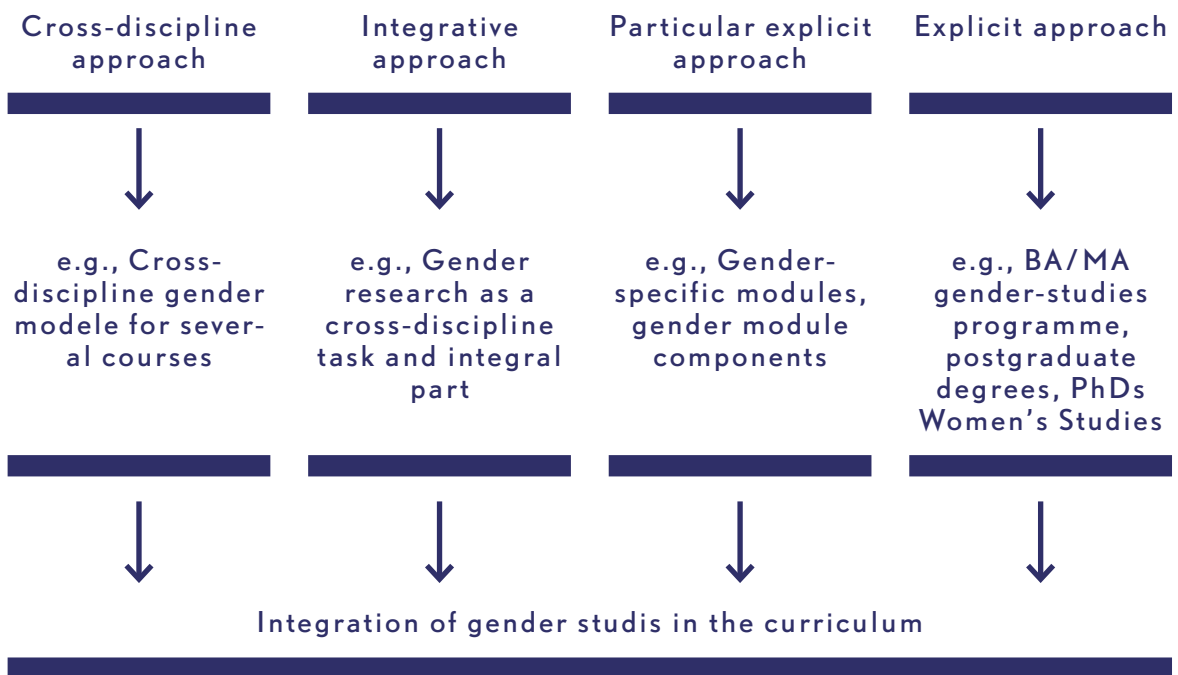 Cross-discipline
approach
Integrative
approach
Particular explicit
approach
Explicit approach
e.g., Cross-
discipline gender
modele for sever-
al courses
e.g., Gender
research as a
cross-discipline
task and integral
part
e.g., Gender-
specific modules,
gender module
components
e.g., BA/MA
gender-studies
programme,
postgraduate
degrees, PhDs
Women's Studies
Integration of gender studis in the curriculum